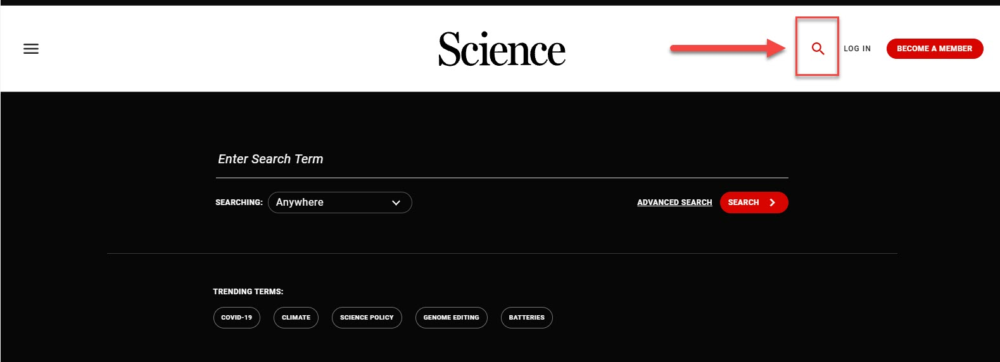 Science
LOG IN
BECOME A MEMBER
Enter Search Term
SEARCHING:
Anywhere
ADVANCED SEARCH
SEARCH
TRENDING TERMS:
COVID-19
CLIMATE
SCIENCE POLICY
GENOME EDITING
BATTERIES